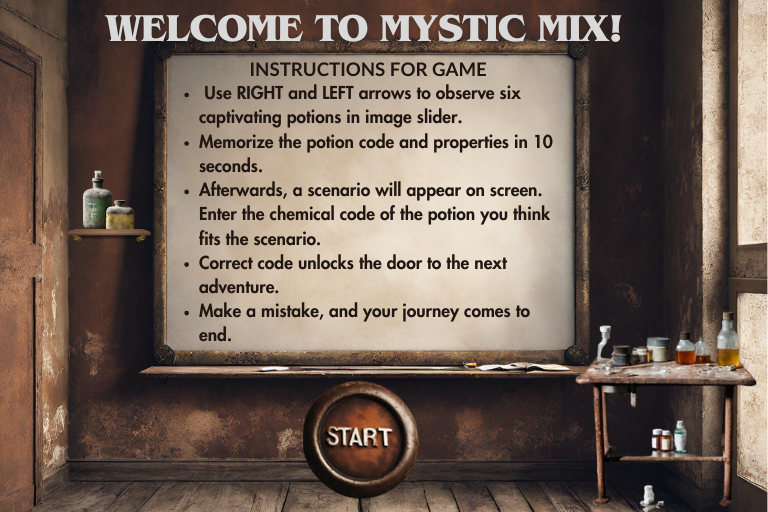 WELCOME TO MYSTIC MIX!
INSTRUCTIONS FOR GAME
• Use RIGHT and LEFT arrows to observe six
captivating potions in image slider.
• Memorize the potion code and properties in 10
seconds.
• Afterwards, a scenario will appear on screen.
Enter the chemical code of the potion you think
fits the scenario.
• Correct code unlocks the door to the next
adventure.
• Make a mistake, and your journey comes to
end.
START